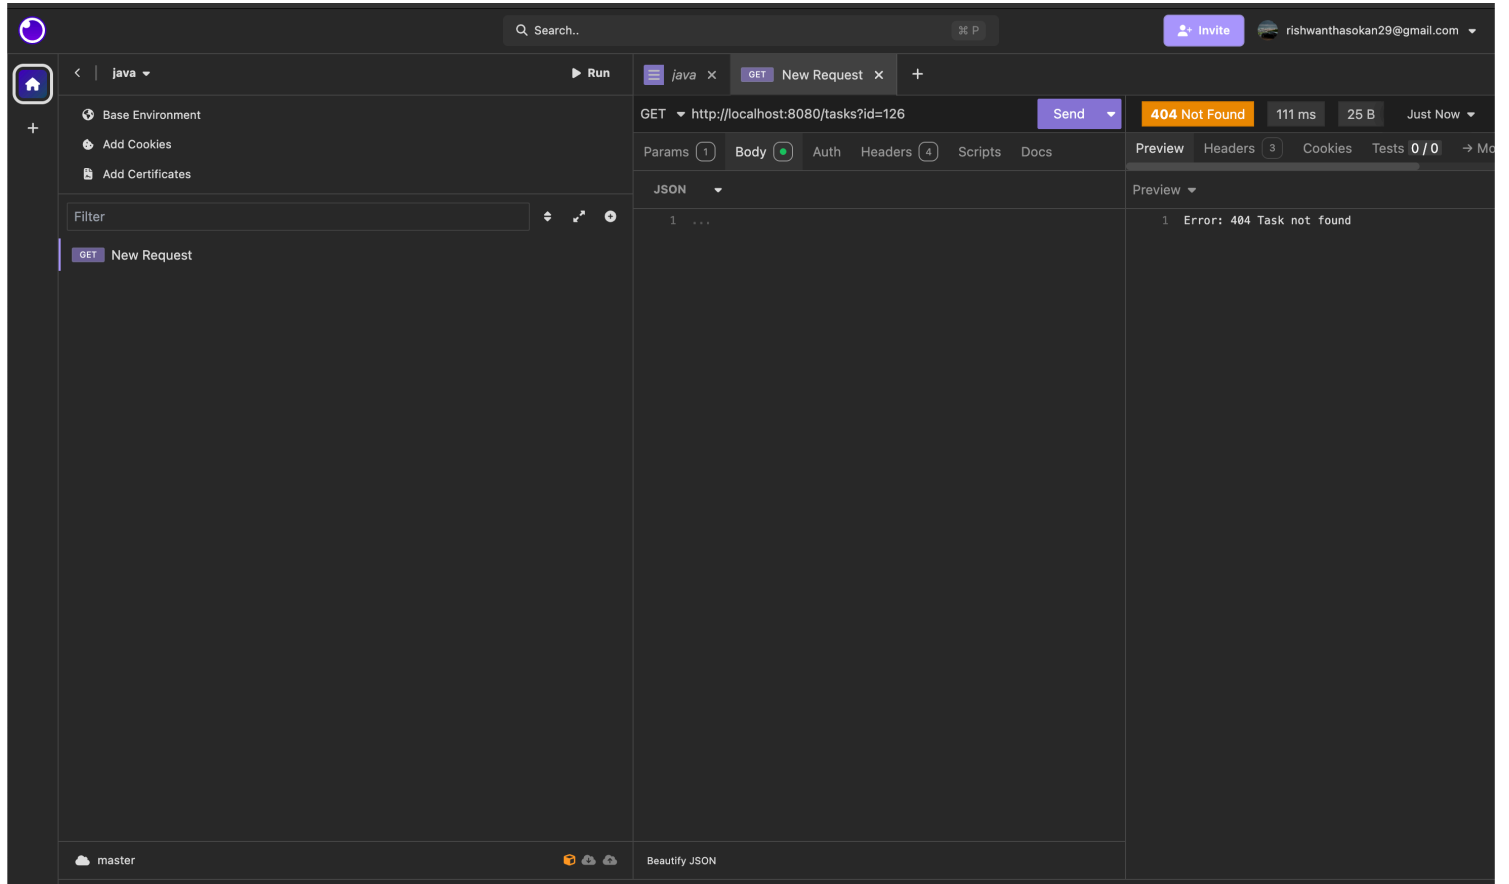 Search..
⌘ P
Invite
rishwanthasokan29@gmail.com
java
Run
Base Environment
Add Cookies
Add Certificates
Filter
GET New Request
master
java
GET New Request
GET http://localhost:8080/tasks?id=126
Send
Params 1
Body
Auth
Headers 4
Scripts
Docs
JSON
1 ...
Beautify JSON
404 Not Found
111 ms
25 B
Just Now
Preview
Headers 3
Cookies
Tests 0 / 0
→ Mo
Preview
1 Error: 404 Task not found